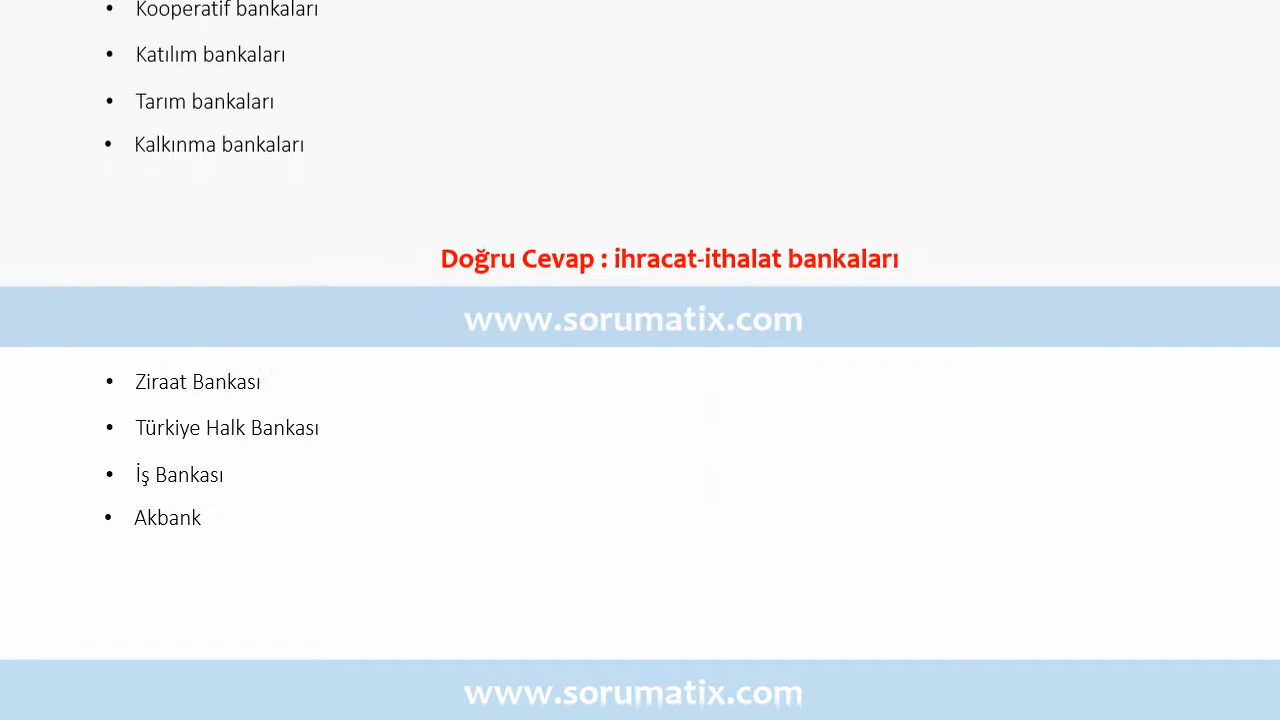 • Kooperatif bankaları
• Katılım bankaları
• Tarım bankaları
• Kalkınma bankaları
Doğru Cevap : ihracat-ithalat bankaları
www.sorumatix.com
• Ziraat Bankası
• Türkiye Halk Bankası
• İş Bankası
• Akbank
www.sorumatix.com